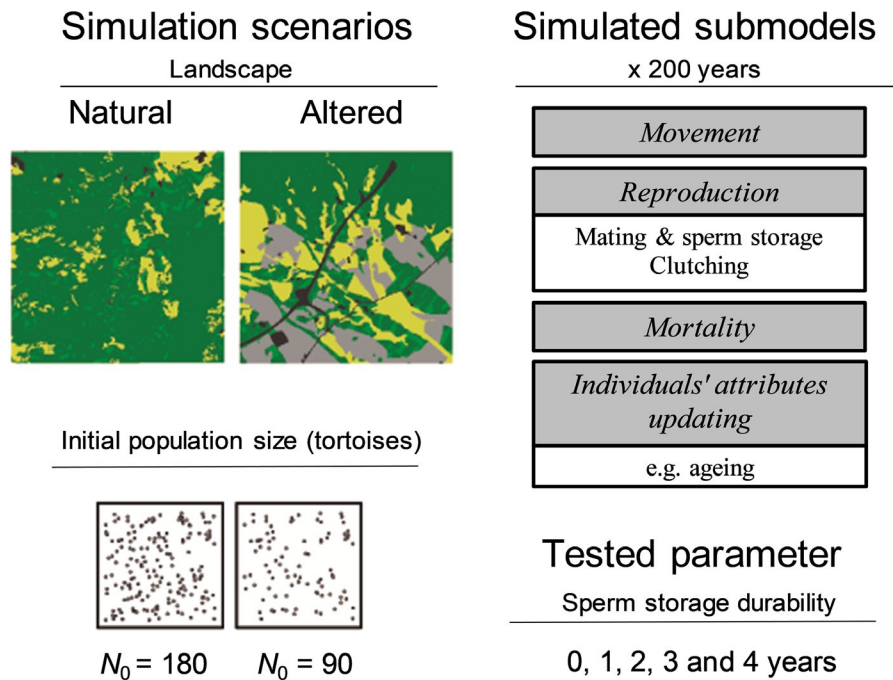 Simulation scenarios
Landscape
Natural
Altered
Initial population size (tortoises)
N0 = 180
N0 = 90
Simulated submodels
x 200 years
Movement
Reproduction
Mating & sperm storage
Clutching
Mortality
Individuals' attributes
updating
e.g. ageing
Tested parameter
Sperm storage durability
0, 1, 2, 3 and 4 years